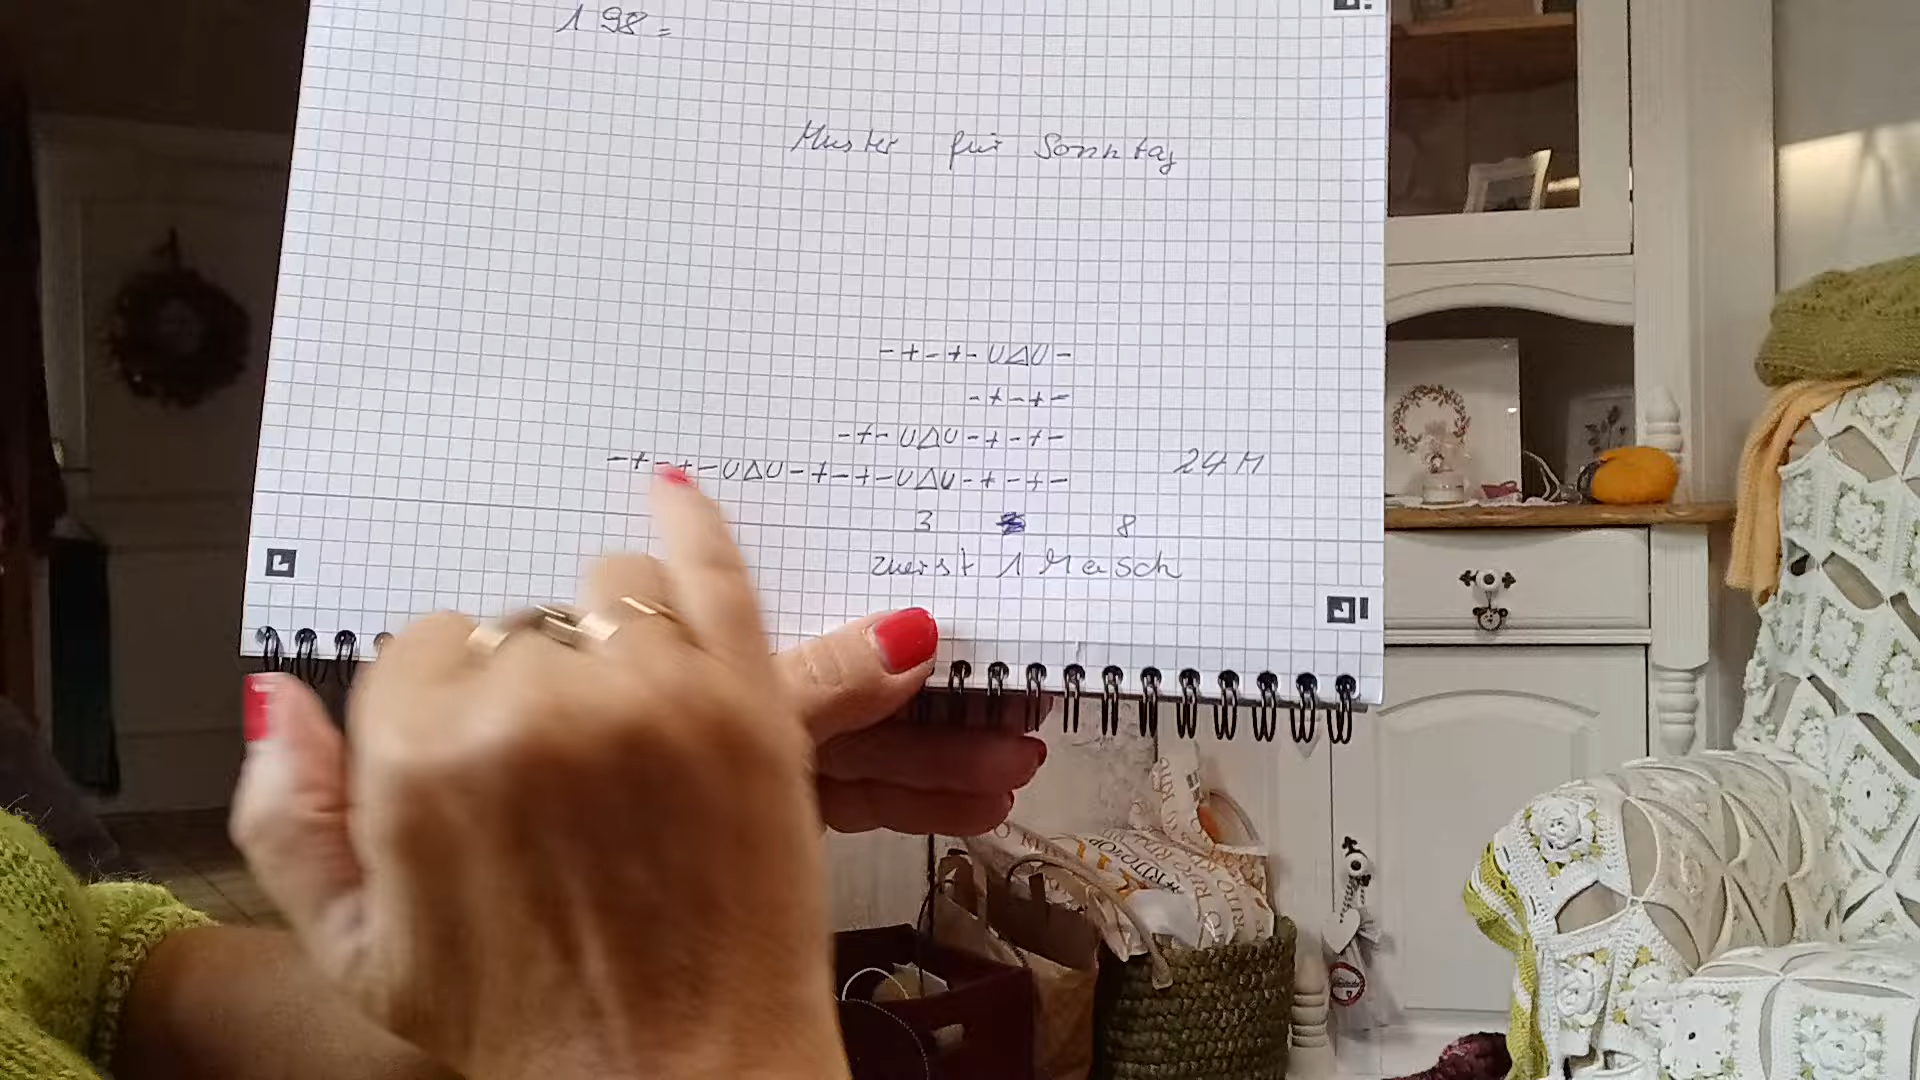 198=
Muster für Sonntag
-+-+-U△U-
-+-+-
-+-U△U-+-+-
-+-+-U△U-+-+-U△U-+-+-
24 M
3 8
zuerst 1 Masch